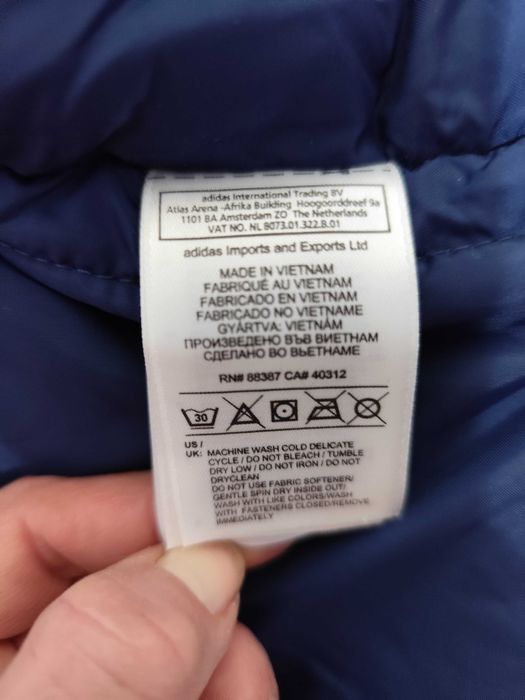 adidas International Trading BV
Atlas Arena -Afrika Building Hoogoorddreef 9a
1101 BA Amsterdam ZO The Netherlands
VAT NO. NL 8073.01.322.B.01
adidas Imports and Exports Ltd
MADE IN VIETNAM
FABRIQUÉ AU VIETNAM
FABRICADO EN VIETNAM
FABRICADO NO VIETNAME
GYÁRTVA: VIETNÁM
ПРОИЗВЕДЕНО ВЪВ ВИЕТНАМ
СДЕЛАНО ВО ВЬЕТНАМЕ
RN# 88387 CA# 40312
30
US /
UK: MACHINE WASH COLD DELICATE
CYCLE / DO NOT BLEACH / TUMBLE
DRY LOW / DO NOT IRON / DO NOT
DRYCLEAN
DO NOT USE FABRIC SOFTENER/
GENTLE SPIN DRY INSIDE OUT/
WASH WITH LIKE COLORS/WASH
WITH FASTENERS CLOSED/REMOVE
IMMEDIATELY